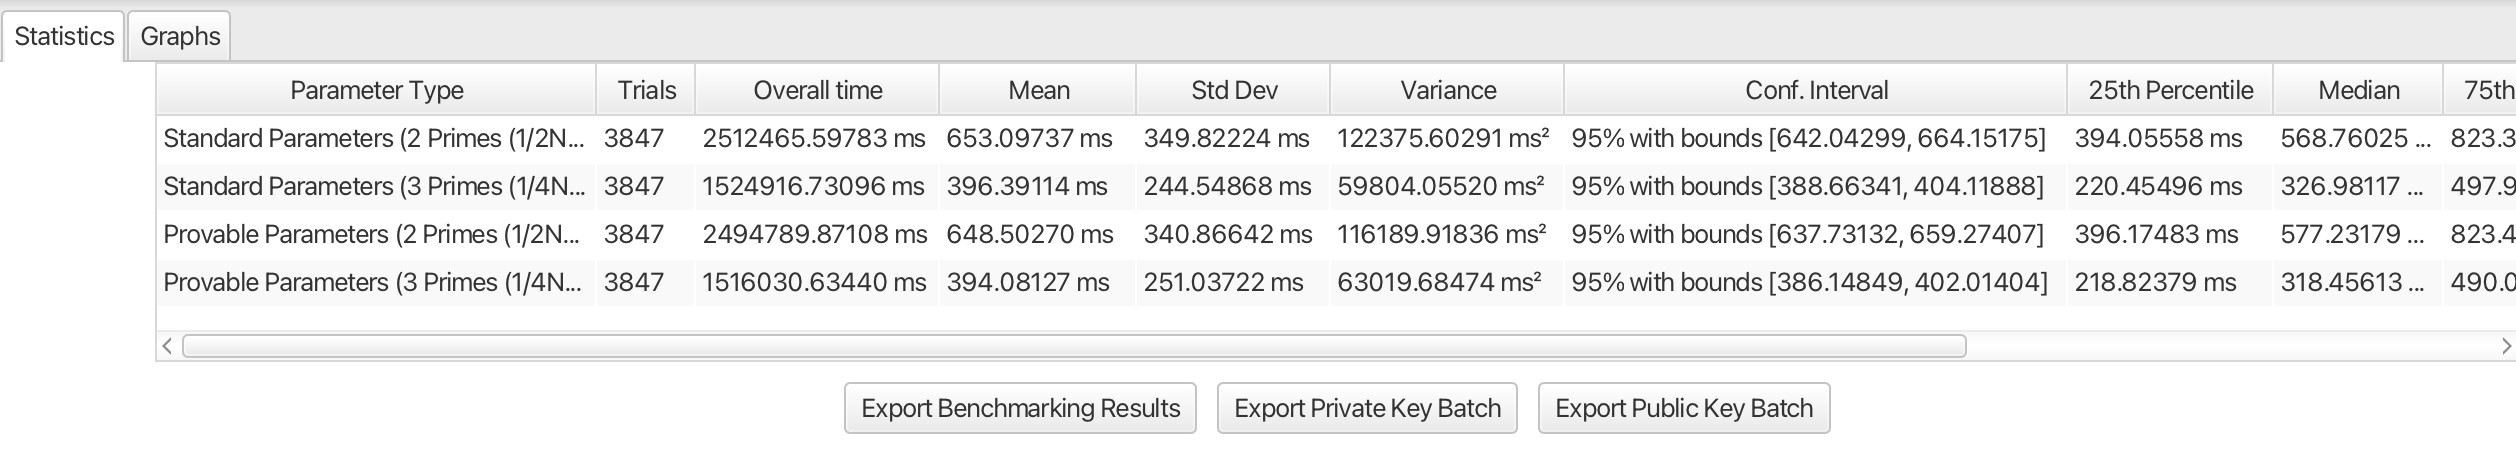 Statistics Graphs
Parameter Type Trials Overall time Mean Std Dev Variance Conf. Interval 25th Percentile Median 75th
Standard Parameters (2 Primes (1/2N... 3847 2512465.59783 ms 653.09737 ms 349.82224 ms 122375.60291 ms² 95% with bounds [642.04299, 664.15175] 394.05558 ms 568.76025 ... 823.3
Standard Parameters (3 Primes (1/4N... 3847 1524916.73096 ms 396.39114 ms 244.54868 ms 59804.05520 ms² 95% with bounds [388.66341, 404.11888] 220.45496 ms 326.98117 ... 497.9
Provable Parameters (2 Primes (1/2N... 3847 2494789.87108 ms 648.50270 ms 340.86642 ms 116189.91836 ms² 95% with bounds [637.73132, 659.27407] 396.17483 ms 577.23179 ... 823.4
Provable Parameters (3 Primes (1/4N... 3847 1516030.63440 ms 394.08127 ms 251.03722 ms 63019.68474 ms² 95% with bounds [386.14849, 402.01404] 218.82379 ms 318.45613 ... 490.0
Export Benchmarking Results Export Private Key Batch Export Public Key Batch